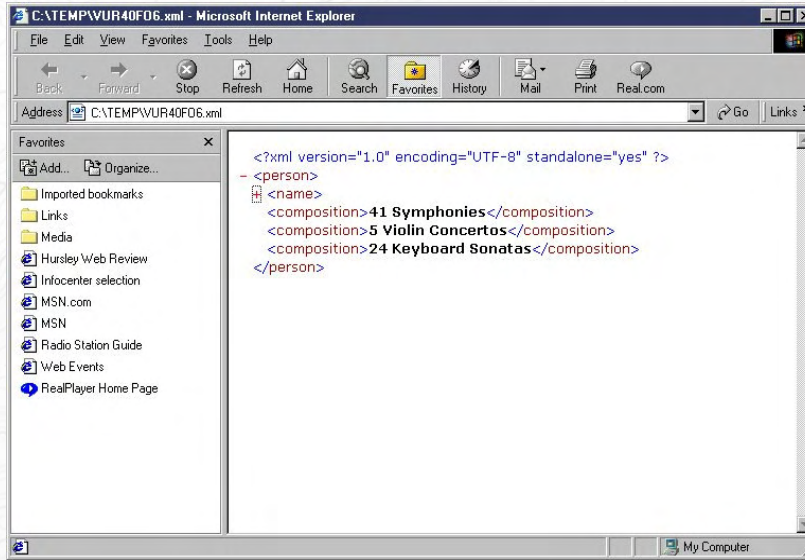 C:\TEMP\VUR40FO6.xml - Microsoft Internet Explorer
File Edit View Favorites Tools Help
Back Forward Stop Refresh Home Search Favorites History Mail Print Real.com
Address C:\TEMP\VUR40FO6.xml Go Links
Favorites
Add... Organize...
Imported bookmarks
Links
Media
Hursley Web Review
Infocenter selection
MSN.com
MSN
Radio Station Guide
Web Events
RealPlayer Home Page
<?xml version="1.0" encoding="UTF-8" standalone="yes" ?>
- <person>
+ <name>
<composition>41 Symphonies</composition>
<composition>5 Violin Concertos</composition>
<composition>24 Keyboard Sonatas</composition>
</person>
My Computer